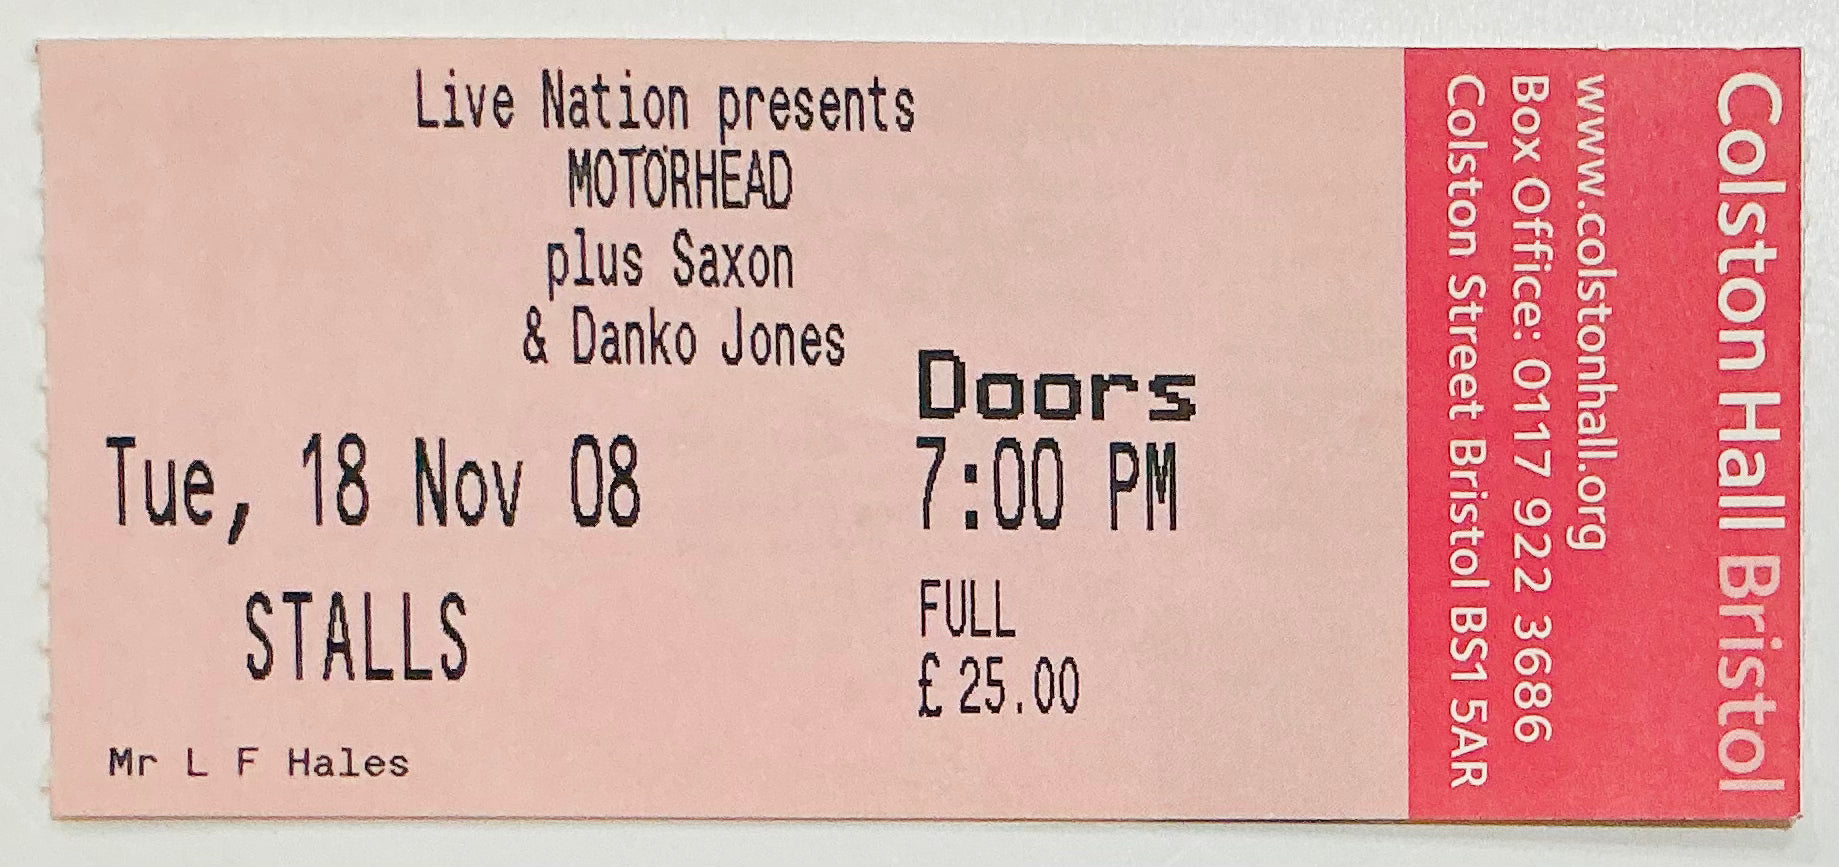 Live Nation presents
MOTÖRHEAD
plus Saxon
& Danko Jones
Doors
Tue, 18 Nov 08
7:00 PM
STALLS
FULL
£25.00
Mr L F Hales
Colston Hall Bristol
www.colstonhall.org
Box Office: 0117 922 3686
Colston Street Bristol BS1 5AR